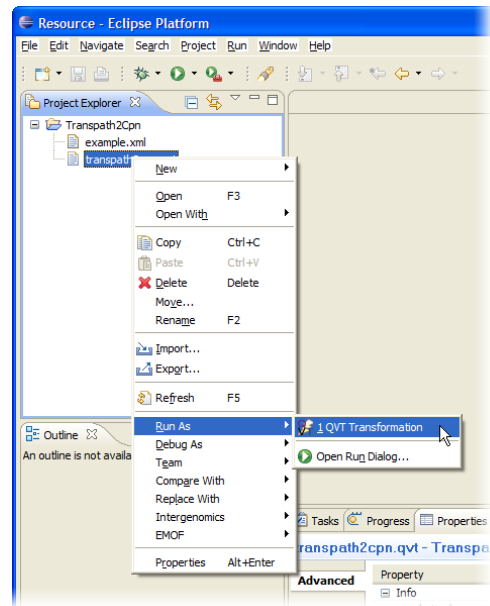 Resource - Eclipse Platform
File Edit Navigate Search Project Run Window Help
Project Explorer
Transpath2Cpn
example.xml
transpath
New
Open F3
Open With
Copy Ctrl+C
Paste Ctrl+V
Delete Delete
Move...
Rename F2
Import...
Export...
Refresh F5
Run As
1 QVT Transformation
Debug As
Open Run Dialog...
Team
Compare With
Replace With
Intergenomics
EMOF
Properties Alt+Enter
Outline
An outline is not availa
Tasks Progress Properties
transpath2cpn.qvt - Transpa
Advanced
Property
Info